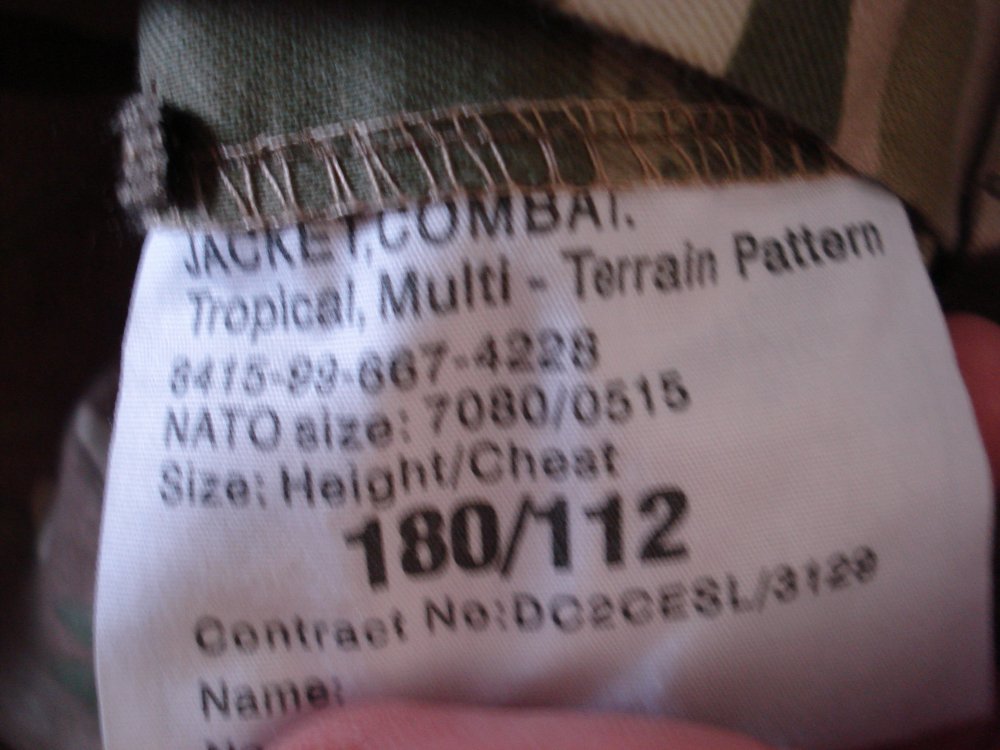 JACKET,COMBAT.
Tropical, Multi - Terrain Pattern
8415-99-667-4228
NATO size: 7080/0515
Size: Height/Chest
180/112
Contract No:DC2CESL/3129
Name: